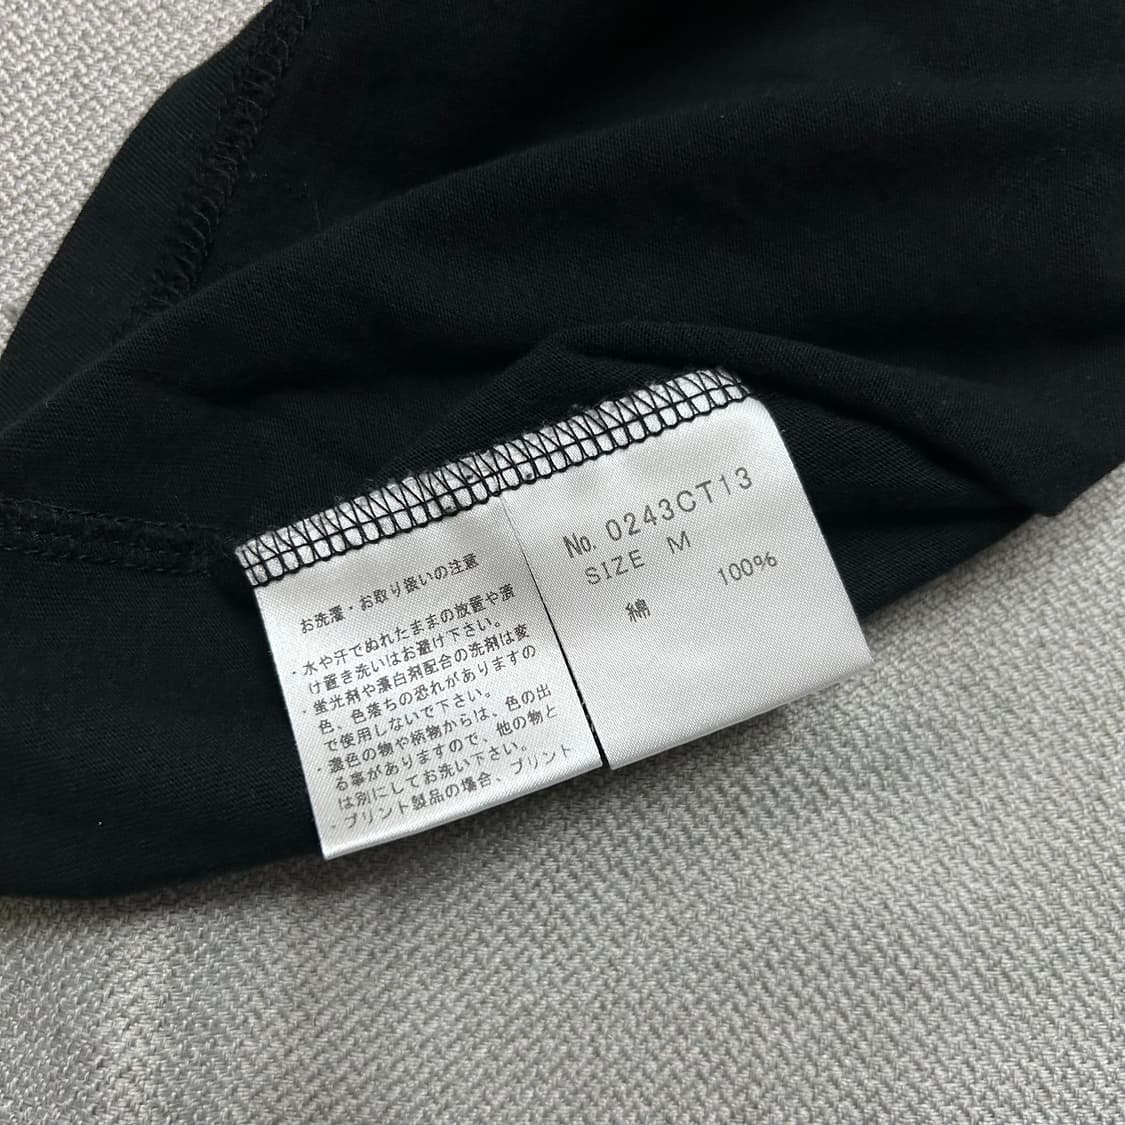 お洗濯・お取り扱いの注意
・水や汗でぬれたままの放置や漬
け置き洗いはお避け下さい。
・蛍光剤や漂白剤配合の洗剤は変
色、色落ちの恐れがありますの
で使用しないで下さい。
・濃色の物や柄物からは、色の出
る事がありますので、他の物と
は別にしてお洗い下さい。
・プリント製品の場合、プリント
No. 0243CT13
SIZE M
綿 100%